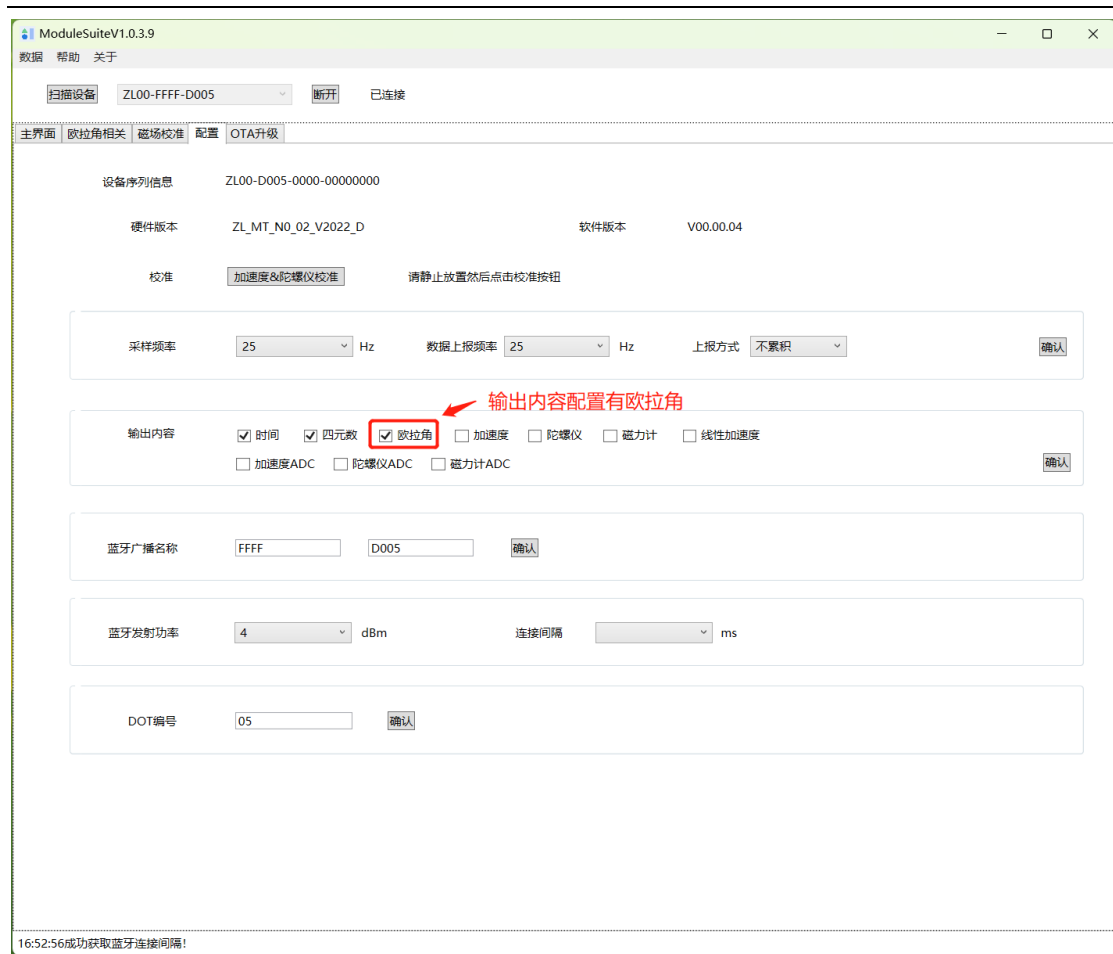 ModuleSuiteV1.0.3.9
数据 帮助 关于
扫描设备 ZL00-FFFF-D005 断开 已连接
主界面 欧拉角相关 磁场校准 配置 OTA升级
设备序列信息 ZL00-D005-0000-00000000
硬件版本 ZL_MT_N0_02_V2022_D 软件版本 V00.00.04
校准 加速度&陀螺仪校准 请静止放置然后点击校准按钮
采样频率 25 Hz 数据上报频率 25 Hz 上报方式 不累积 确认
输出内容配置有欧拉角
输出内容 时间 四元数 欧拉角 加速度 陀螺仪 磁力计 线性加速度
加速度ADC 陀螺仪ADC 磁力计ADC 确认
蓝牙广播名称 FFFF D005 确认
蓝牙发射功率 4 dBm 连接间隔 ms
DOT编号 05 确认
16:52:56成功获取蓝牙连接间隔!